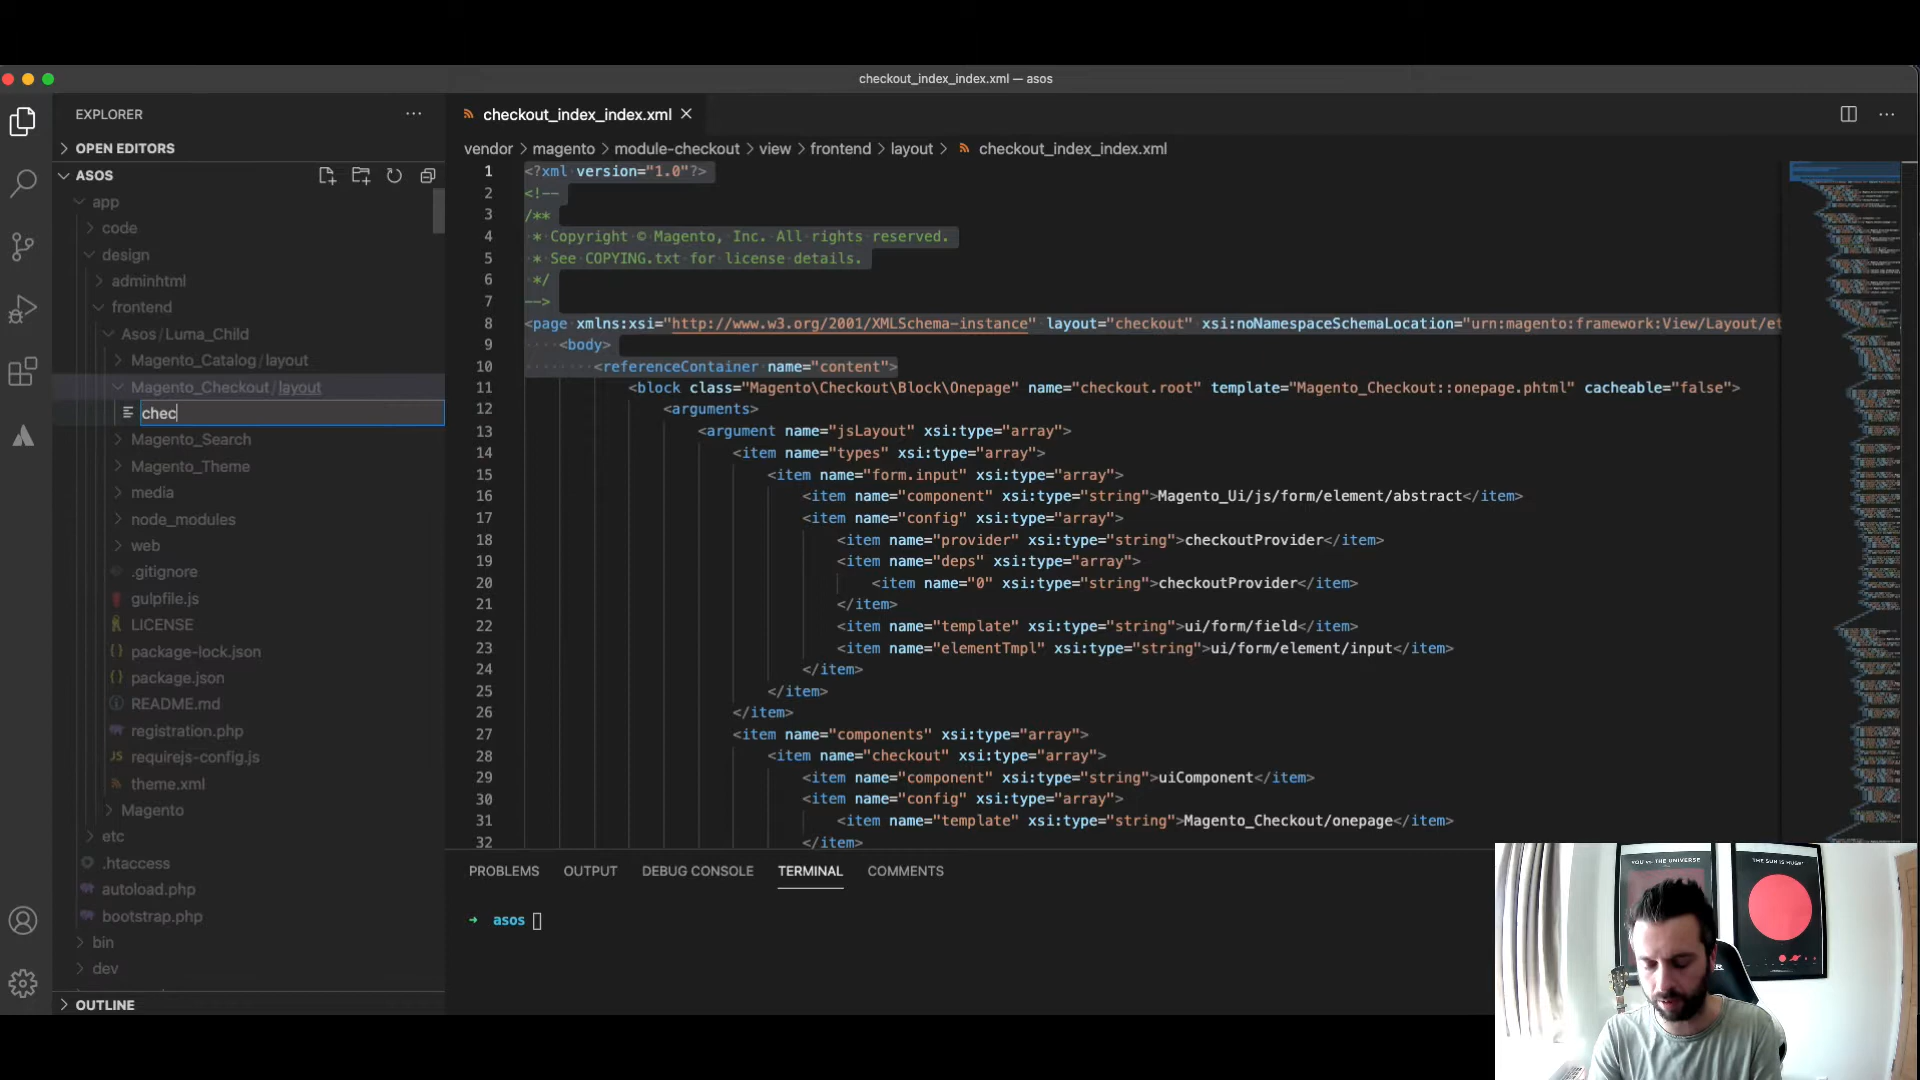 checkout_index_index.xml — asos
EXPLORER
OPEN EDITORS
ASOS
app
code
design
adminhtml
frontend
Asos / Luma_Child
Magento_Catalog / layout
Magento_Checkout / layout
chec
Magento_Search
Magento_Theme
media
node_modules
web
.gitignore
gulpfile.js
LICENSE
package-lock.json
package.json
README.md
registration.php
requirejs-config.js
theme.xml
Magento
etc
.htaccess
autoload.php
bootstrap.php
bin
dev
OUTLINE
checkout_index_index.xml
vendor > magento > module-checkout > view > frontend > layout > checkout_index_index.xml
1 <?xml version="1.0"?>
2 <!--
3 /**
4 * Copyright © Magento, Inc. All rights reserved.
5 * See COPYING.txt for license details.
6 */
7 -->
8 <page xmlns:xsi="http://www.w3.org/2001/XMLSchema-instance" layout="checkout" xsi:noNamespaceSchemaLocation="urn:magento:framework:View/Layout/et
9 <body>
10 <referenceContainer name="content">
11 <block class="Magento\Checkout\Block\Onepage" name="checkout.root" template="Magento_Checkout::onepage.phtml" cacheable="false">
12 <arguments>
13 <argument name="jsLayout" xsi:type="array">
14 <item name="types" xsi:type="array">
15 <item name="form.input" xsi:type="array">
16 <item name="component" xsi:type="string">Magento_Ui/js/form/element/abstract</item>
17 <item name="config" xsi:type="array">
18 <item name="provider" xsi:type="string">checkoutProvider</item>
19 <item name="deps" xsi:type="array">
20 <item name="0" xsi:type="string">checkoutProvider</item>
21 </item>
22 <item name="template" xsi:type="string">ui/form/field</item>
23 <item name="elementTmpl" xsi:type="string">ui/form/element/input</item>
24 </item>
25 </item>
26 </item>
27 <item name="components" xsi:type="array">
28 <item name="checkout" xsi:type="array">
29 <item name="component" xsi:type="string">uiComponent</item>
30 <item name="config" xsi:type="array">
31 <item name="template" xsi:type="string">Magento_Checkout/onepage</item>
32 </item>
PROBLEMS OUTPUT DEBUG CONSOLE TERMINAL COMMENTS
→ asos
YOU vs THE UNIVERSE
THE SUN IS HUGE!